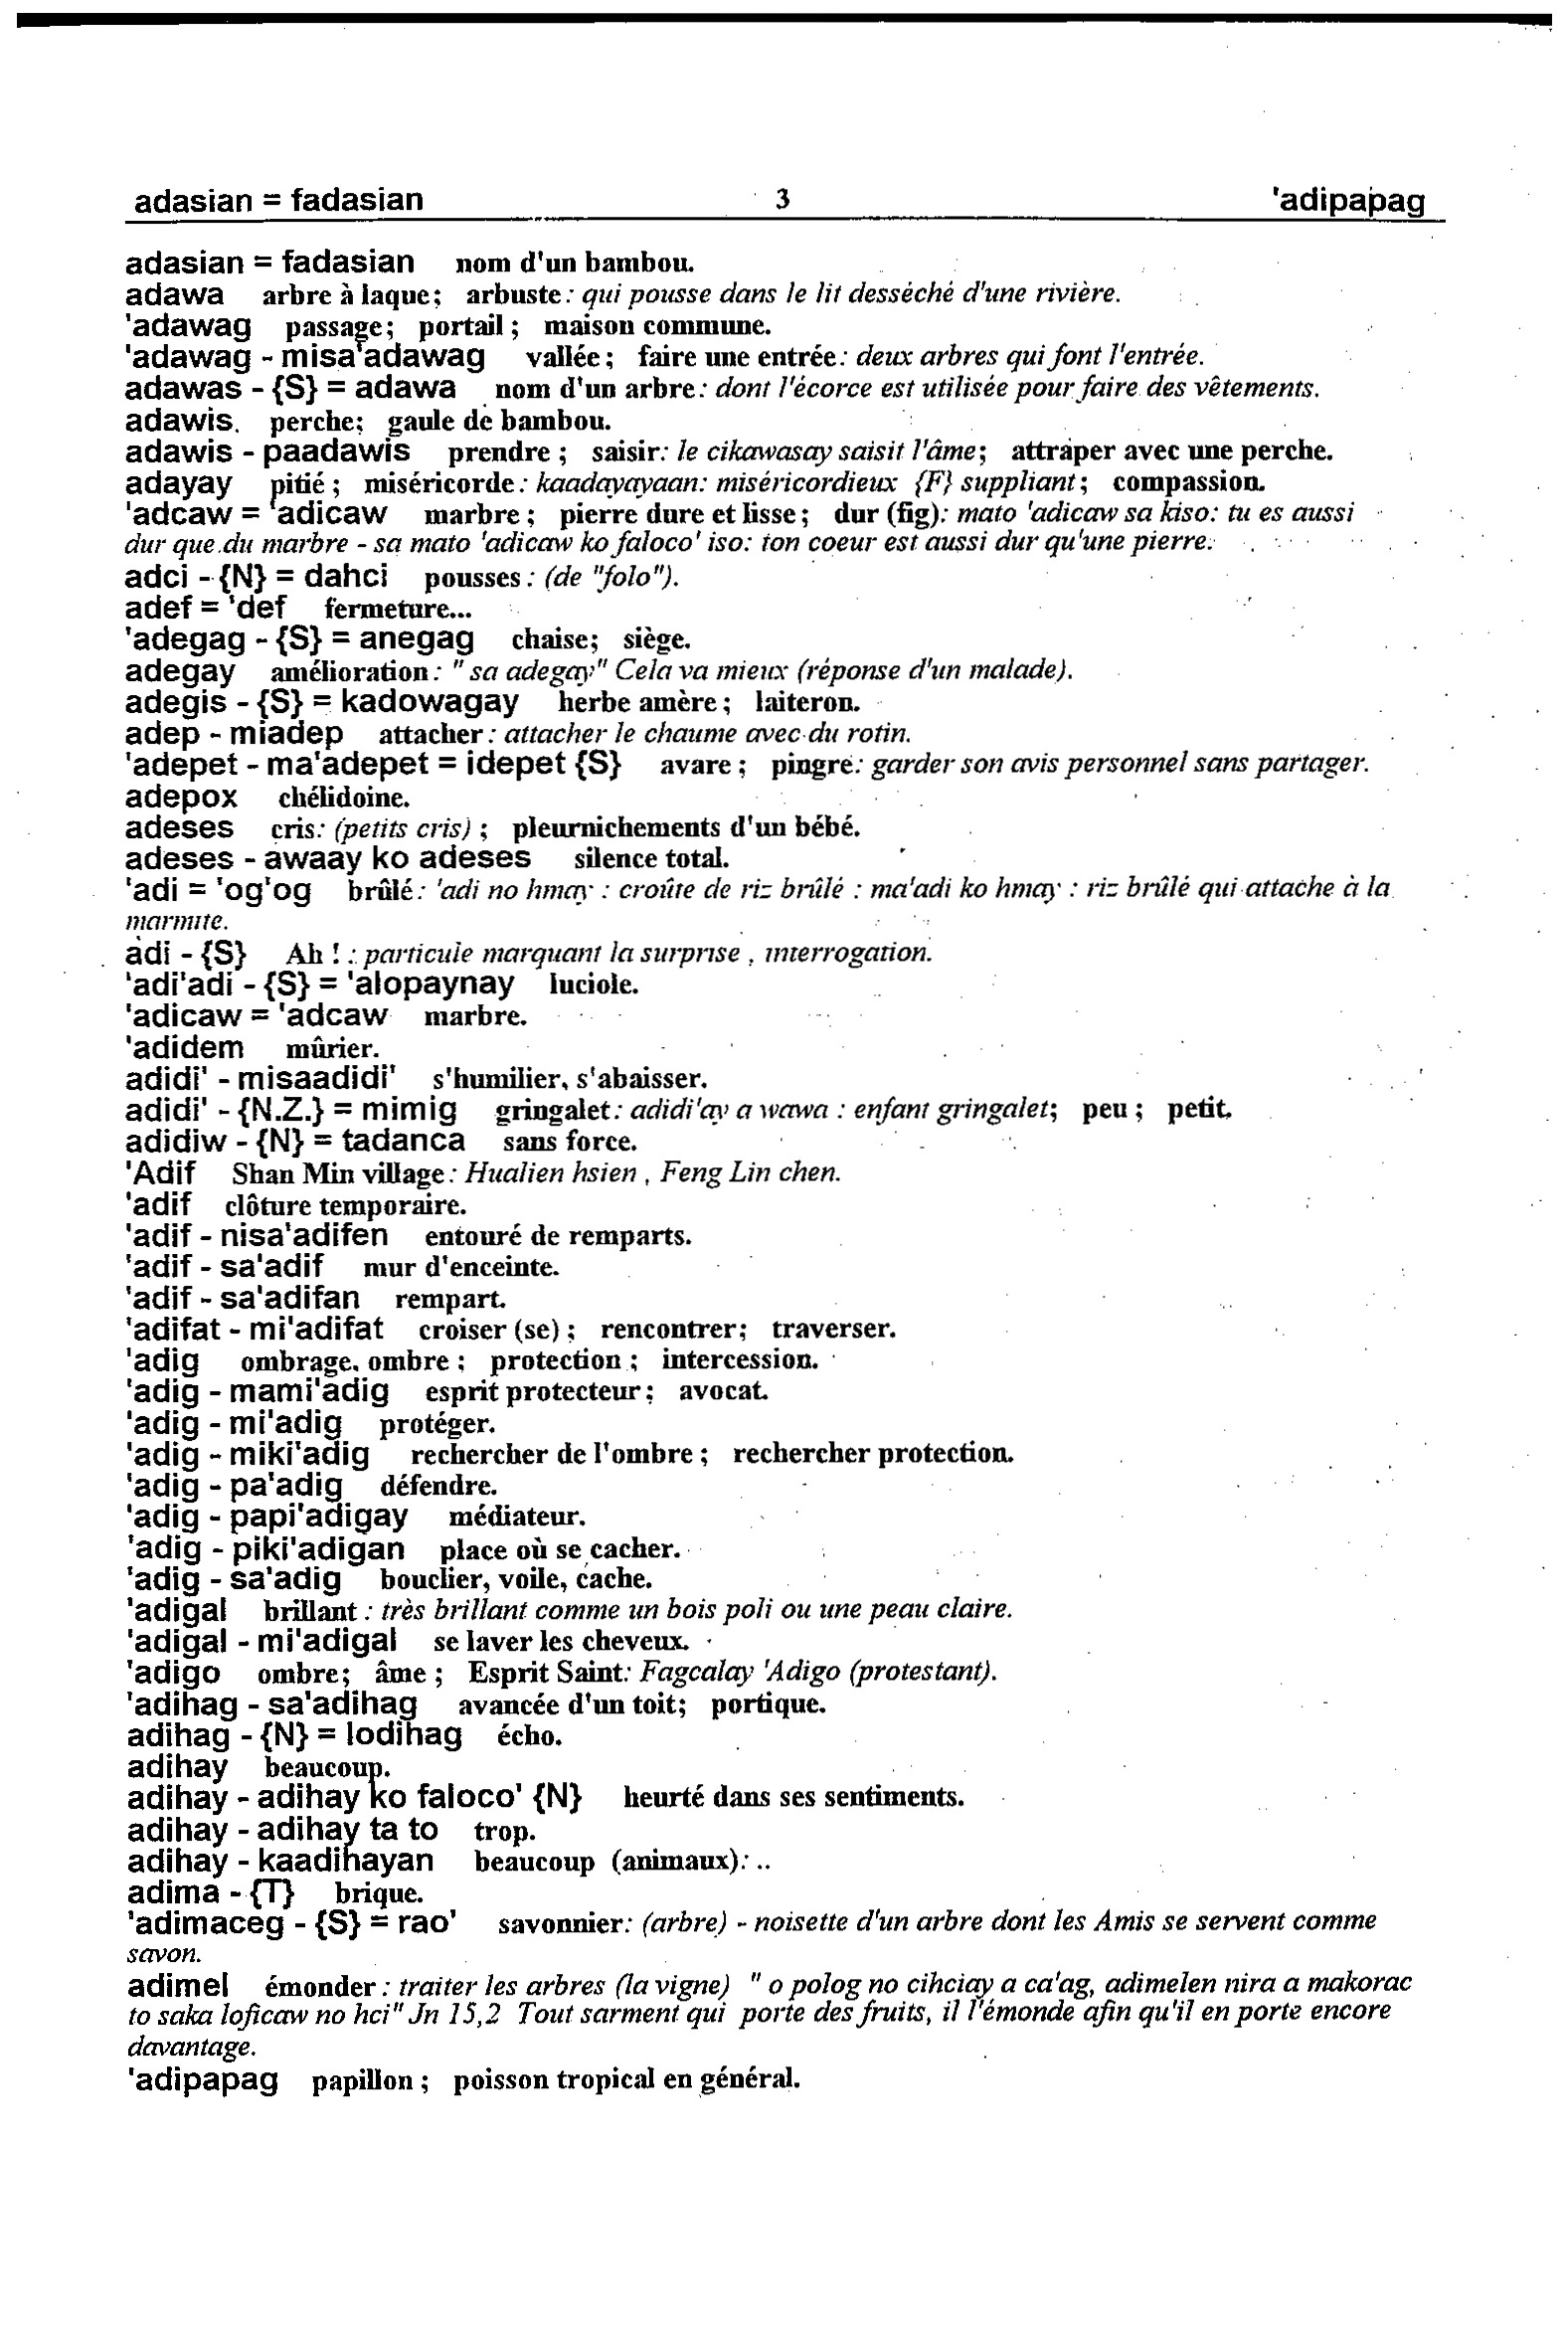 adasian = fadasian 3 'adipapag
adasian = fadasian nom d'un bambou.
adawa arbre à laque; arbuste: qui pousse dans le lit desséché d'une rivière.
'adawag passage; portail; maison commune.
'adawag - misa'adawag vallée; faire une entrée: deux arbres qui font l'entrée.
adawas - {S} = adawa nom d'un arbre: dont l'écorce est utilisée pour faire des vêtements.
adawis. perche; gaule de bambou.
adawis - paadawis prendre; saisir: le cikawasay saisit l'âme; attraper avec une perche.
adayay pitié; miséricorde: kaadayayaan: miséricordieux {F} suppliant; compassion.
'adcaw = 'adicaw marbre; pierre dure et lisse; dur (fig): mato 'adicaw sa kiso: tu es aussi
dur que du marbre - sa mato 'adicaw ko faloco' iso: ton coeur est aussi dur qu'une pierre.
adci - {N} = dahci pousses: (de "folo").
adef = 'def fermeture...
'adegag - {S} = anegag chaise; siège.
adegay amélioration: " sa adegay" Cela va mieux (réponse d'un malade).
adegis - {S} = kadowagay herbe amère; laiteron.
adep - miadep attacher: attacher le chaume avec du rotin.
'adepet - ma'adepet = idepet {S} avare; pingre: garder son avis personnel sans partager.
adepox chélidoine.
adeses cris: (petits cris); pleurnichements d'un bébé.
adeses - awaay ko adeses silence total.
'adi = 'og'og brûlé: 'adi no hmay : croûte de riz brûlé : ma'adi ko hmay : riz brûlé qui attache à la
marmite.
adi - {S} Ah ! : particule marquant la surprise, interrogation.
'adi'adi - {S} = 'alopaynay luciole.
'adicaw = 'adcaw marbre.
'adidem mûrier.
adidi' - misaadidi' s'humilier, s'abaisser.
adidi' - {N.Z.} = mimig gringalet: adidi'ay a wawa : enfant gringalet; peu; petit.
adidiw - {N} = tadanca sans force.
'Adif Shan Min village: Hualien hsien, Feng Lin chen.
'adif clôture temporaire.
'adif - nisa'adifen entouré de remparts.
'adif - sa'adif mur d'enceinte.
'adif - sa'adifan rempart.
'adifat - mi'adifat croiser (se); rencontrer; traverser.
'adig ombrage, ombre; protection; intercession.
'adig - mami'adig esprit protecteur; avocat.
'adig - mi'adig protéger.
'adig - miki'adig rechercher de l'ombre; rechercher protection.
'adig - pa'adig défendre.
'adig - papi'adigay médiateur.
'adig - piki'adigan place où se cacher.
'adig - sa'adig bouclier, voile, cache.
'adigal brillant: très brillant comme un bois poli ou une peau claire.
'adigal - mi'adigal se laver les cheveux.
'adigo ombre; âme; Esprit Saint: Fagcalay 'Adigo (protestant).
'adihag - sa'adihag avancée d'un toit; portique.
adihag - {N} = lodihag écho.
adihay beaucoup.
adihay - adihay ko faloco' {N} heurté dans ses sentiments.
adihay - adihay ta to trop.
adihay - kaadihayan beaucoup (animaux): ..
adima - {T} brique.
'adimaceg - {S} = rao' savonnier: (arbre) - noisette d'un arbre dont les Amis se servent comme
savon.
adimel émonder: traiter les arbres (la vigne) " o polog no cihciay a ca'ag, adimelen nira a makorac
to saka loficaw no hci" Jn 15,2 Tout sarment qui porte des fruits, il l'émonde afin qu'il en porte encore
davantage.
'adipapag papillon; poisson tropical en général.